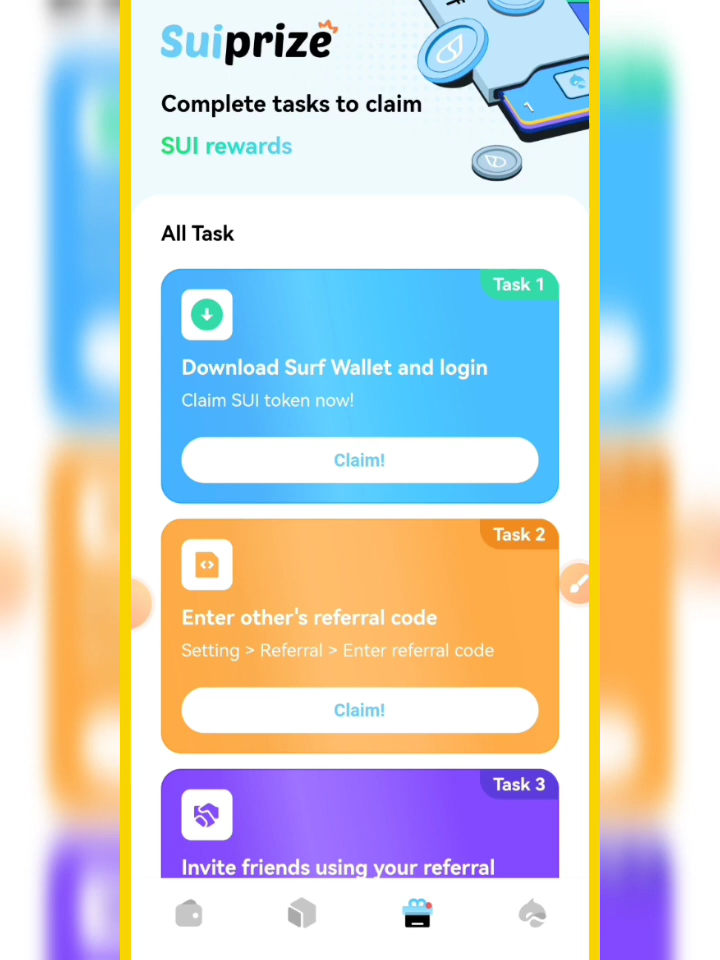 Suiprize
Complete tasks to claim
SUI rewards
1
All Task
Task 1
Download Surf Wallet and login
Claim SUI token now!
Claim!
Task 2
Enter other's referral code
Setting > Referral > Enter referral code
Claim!
Task 3
Invite friends using your referral